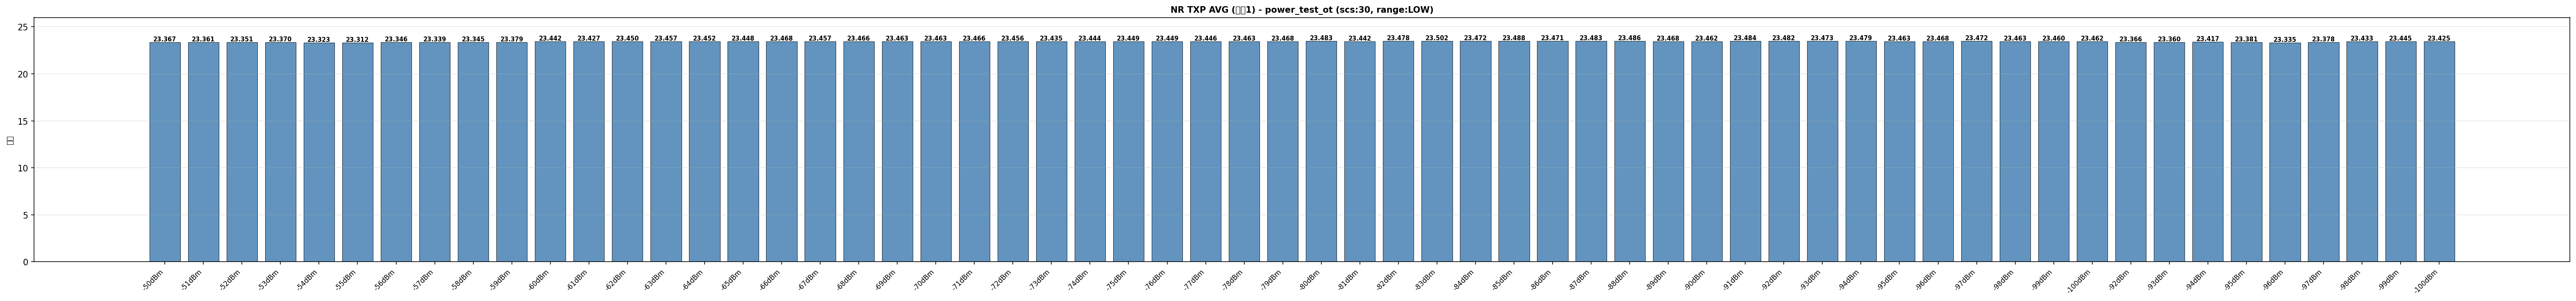 NR TXP AVG (□□1) - power_test_ot (scs:30, range:LOW)
25
20
15
10
5
0
□□
23.367 23.361 23.351 23.370 23.323 23.312 23.346 23.339 23.345 23.379 23.442 23.427 23.450 23.457 23.452 23.448 23.468 23.457 23.466 23.463 23.463 23.466 23.456 23.435 23.444 23.449 23.449 23.446 23.463 23.468 23.483 23.442 23.478 23.502 23.472 23.488 23.471 23.483 23.486 23.468 23.462 23.484 23.482 23.473 23.479 23.463 23.468 23.472 23.463 23.460 23.462 23.366 23.360 23.417 23.381 23.335 23.378 23.433 23.445 23.425
-50dBm -51dBm -52dBm -53dBm -54dBm -55dBm -56dBm -57dBm -58dBm -59dBm -60dBm -61dBm -62dBm -63dBm -64dBm -65dBm -66dBm -67dBm -68dBm -69dBm -70dBm -71dBm -72dBm -73dBm -74dBm -75dBm -76dBm -77dBm -78dBm -79dBm -80dBm -81dBm -82dBm -83dBm -84dBm -85dBm -86dBm -87dBm -88dBm -89dBm -90dBm -91dBm -92dBm -93dBm -94dBm -95dBm -96dBm -97dBm -98dBm -99dBm -100dBm -92dBm -93dBm -94dBm -95dBm -96dBm -97dBm -98dBm -99dBm -100dBm